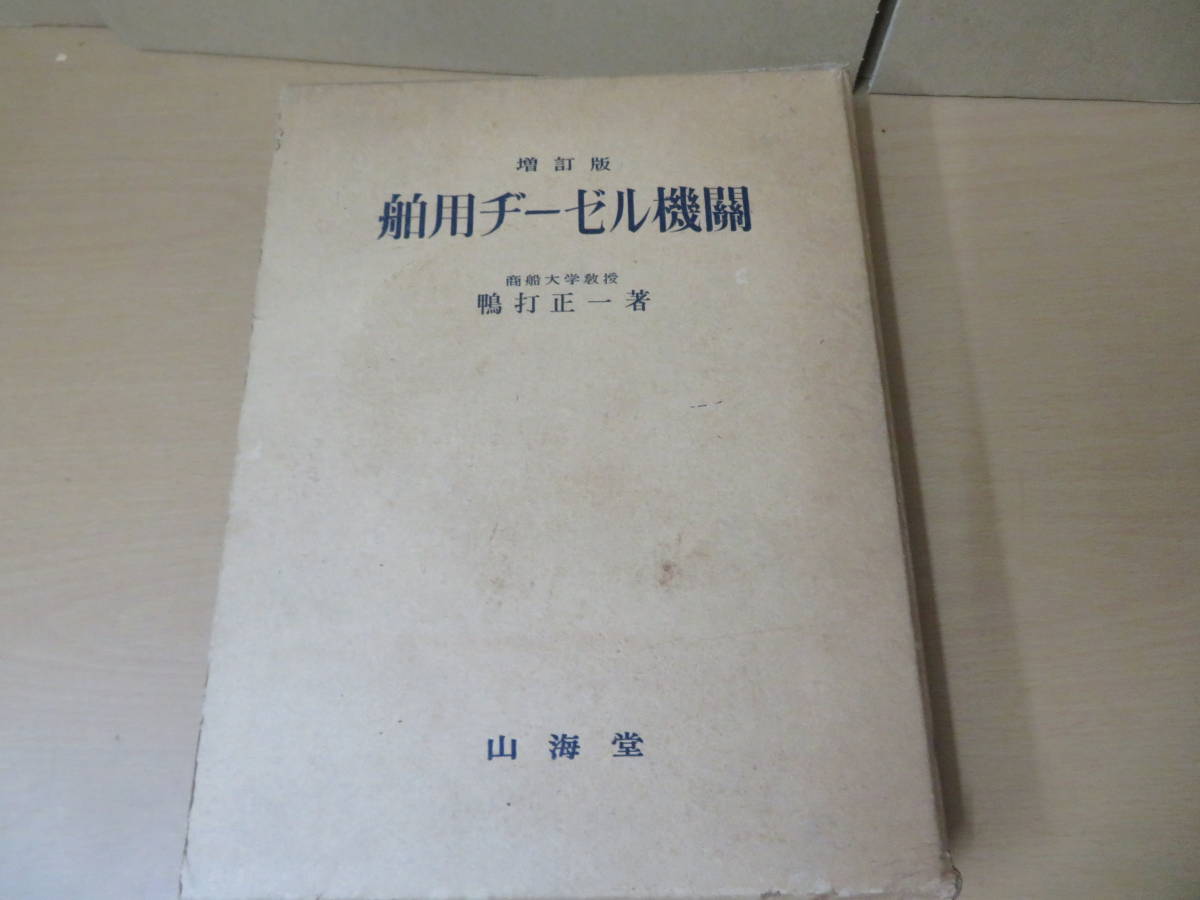 増訂版
舶用ヂーゼル機關
商船大学教授
鴨打正一著
山海堂